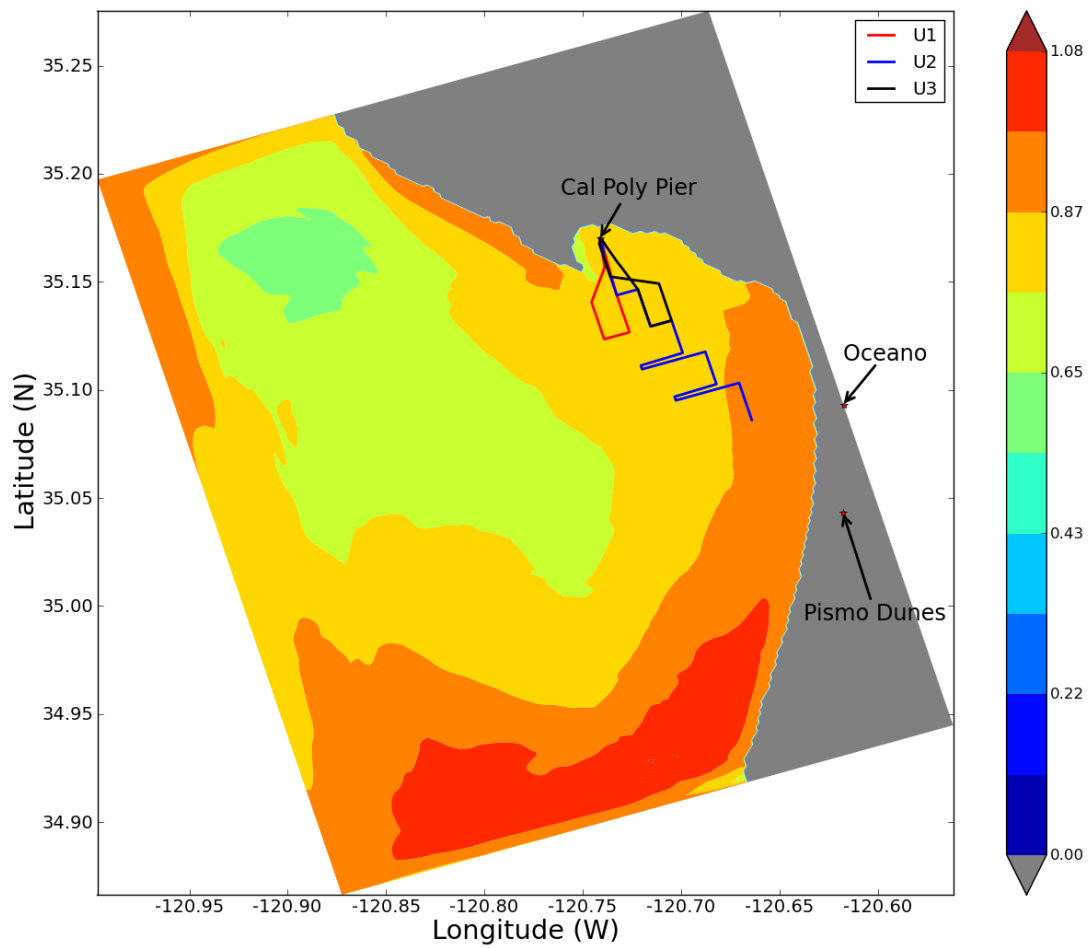 U1
U2
U3
Cal Poly Pier
Oceano
Pismo Dunes
Latitude (N)
35.25
35.20
35.15
35.10
35.05
35.00
34.95
34.90
-120.95
-120.90
-120.85
-120.80
-120.75
-120.70
-120.65
-120.60
Longitude (W)
1.08
0.87
0.65
0.43
0.22
0.00